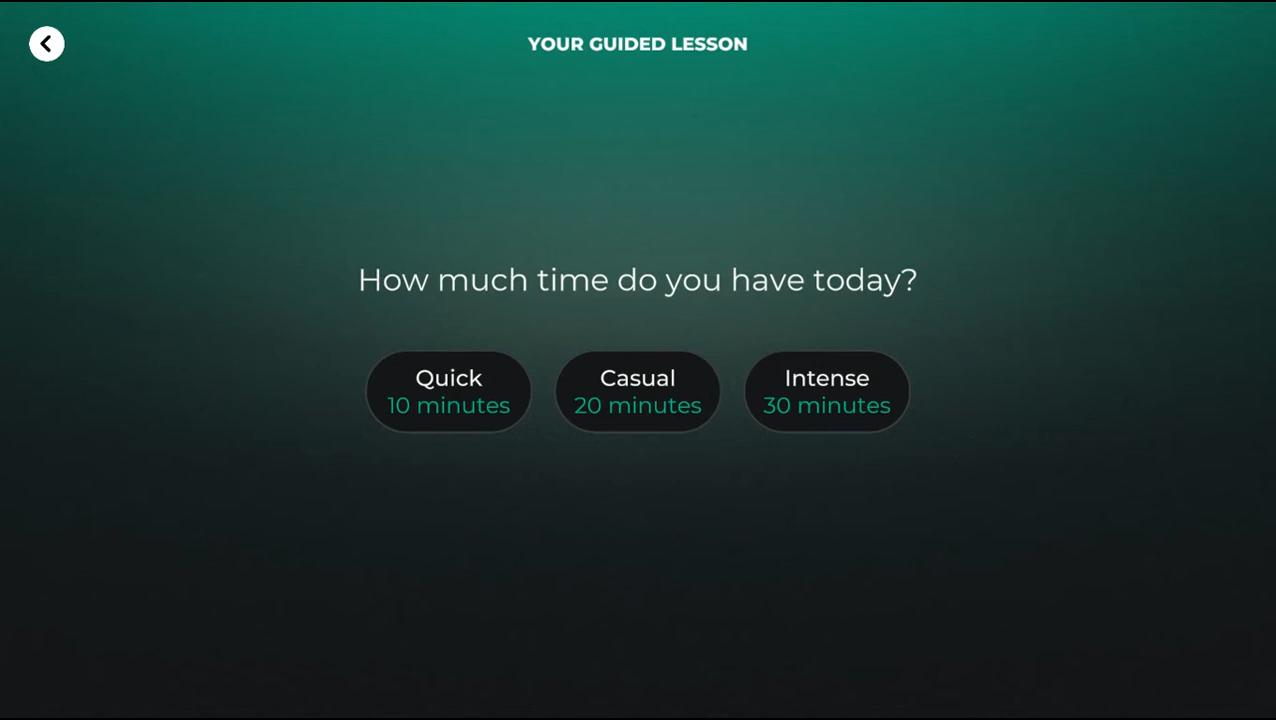 YOUR GUIDED LESSON
How much time do you have today?
Quick
10 minutes
Casual
20 minutes
Intense
30 minutes